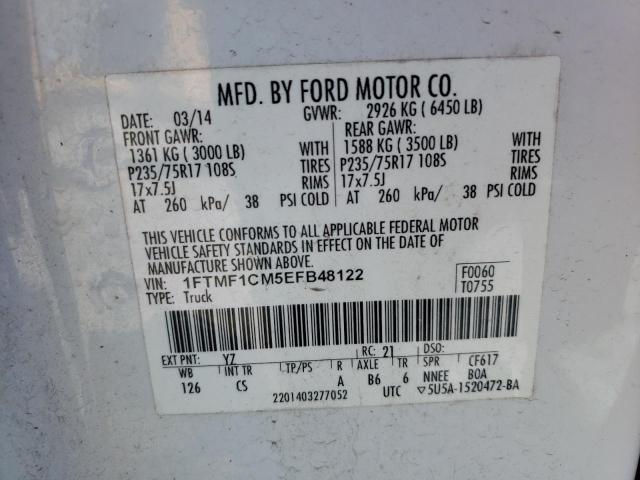 MFD. BY FORD MOTOR CO.
DATE: 03/14 GVWR: 2926 KG ( 6450 LB)
FRONT GAWR: REAR GAWR:
1361 KG ( 3000 LB) WITH 1588 KG ( 3500 LB) WITH
P235/75R17 108S TIRES P235/75R17 108S TIRES
17x7.5J RIMS 17x7.5J RIMS
AT 260 kPa/ 38 PSI COLD AT 260 kPa/ 38 PSI COLD
THIS VEHICLE CONFORMS TO ALL APPLICABLE FEDERAL MOTOR
VEHICLE SAFETY STANDARDS IN EFFECT ON THE DATE OF
MANUFACTURE SHOWN ABOVE.
VIN: 1FTMF1CM5EFB48122 F0060
TYPE: Truck T0755
EXT PNT: YZ RC: 21 DSO:
WB INT TR TP/PS R AXLE TR SPR CF617
126 CS A B6 6 NNEE BOA
2201403277052 UTC ▽5U5A-1520472-BA